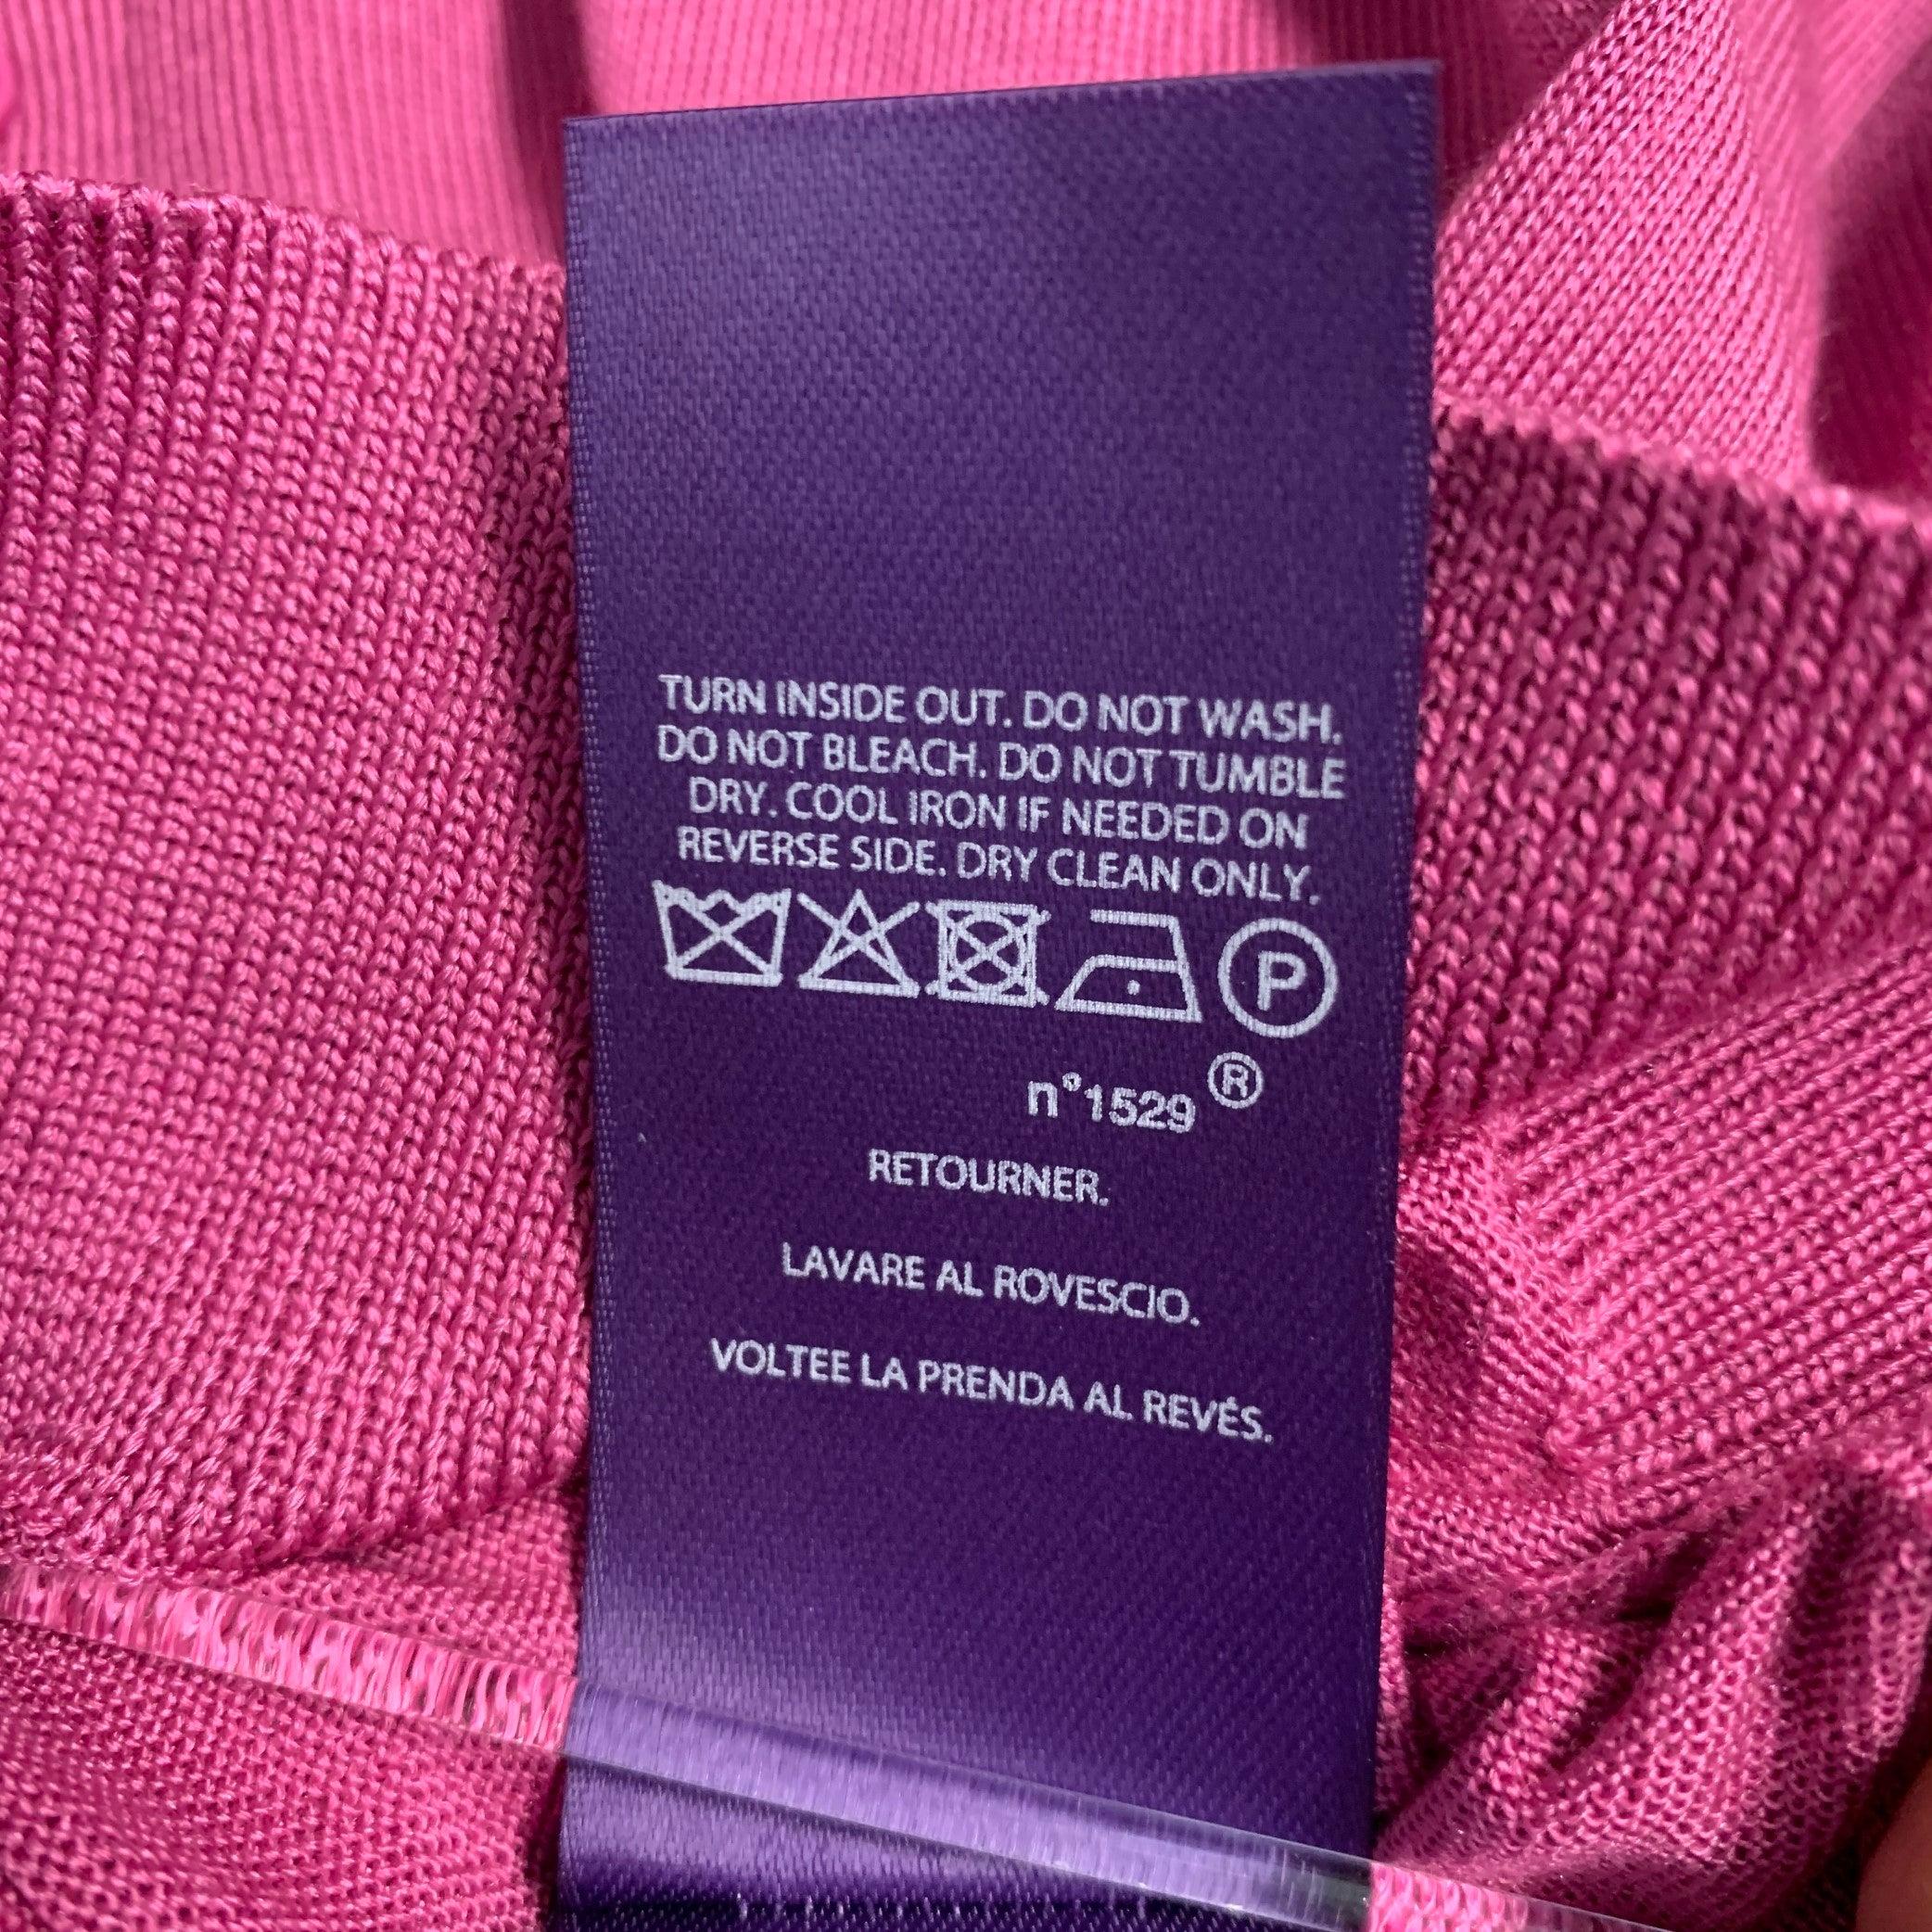 TURN INSIDE OUT. DO NOT WASH.
DO NOT BLEACH. DO NOT TUMBLE
DRY. COOL IRON IF NEEDED ON
REVERSE SIDE. DRY CLEAN ONLY.
P
n°1529®
RETOURNER.
LAVARE AL ROVESCIO.
VOLTEE LA PRENDA AL REVÉS.